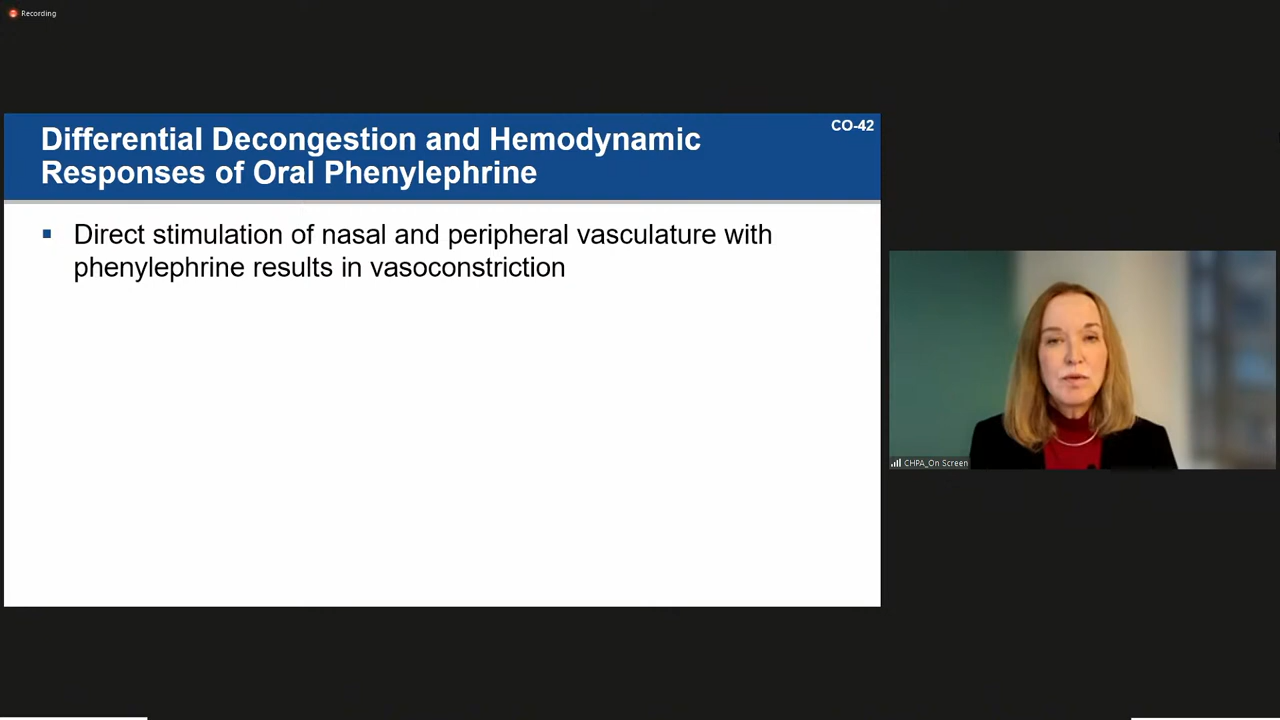 Recording
CO-42
Differential Decongestion and Hemodynamic
Responses of Oral Phenylephrine
▪ Direct stimulation of nasal and peripheral vasculature with
phenylephrine results in vasoconstriction
CHPA_On Screen